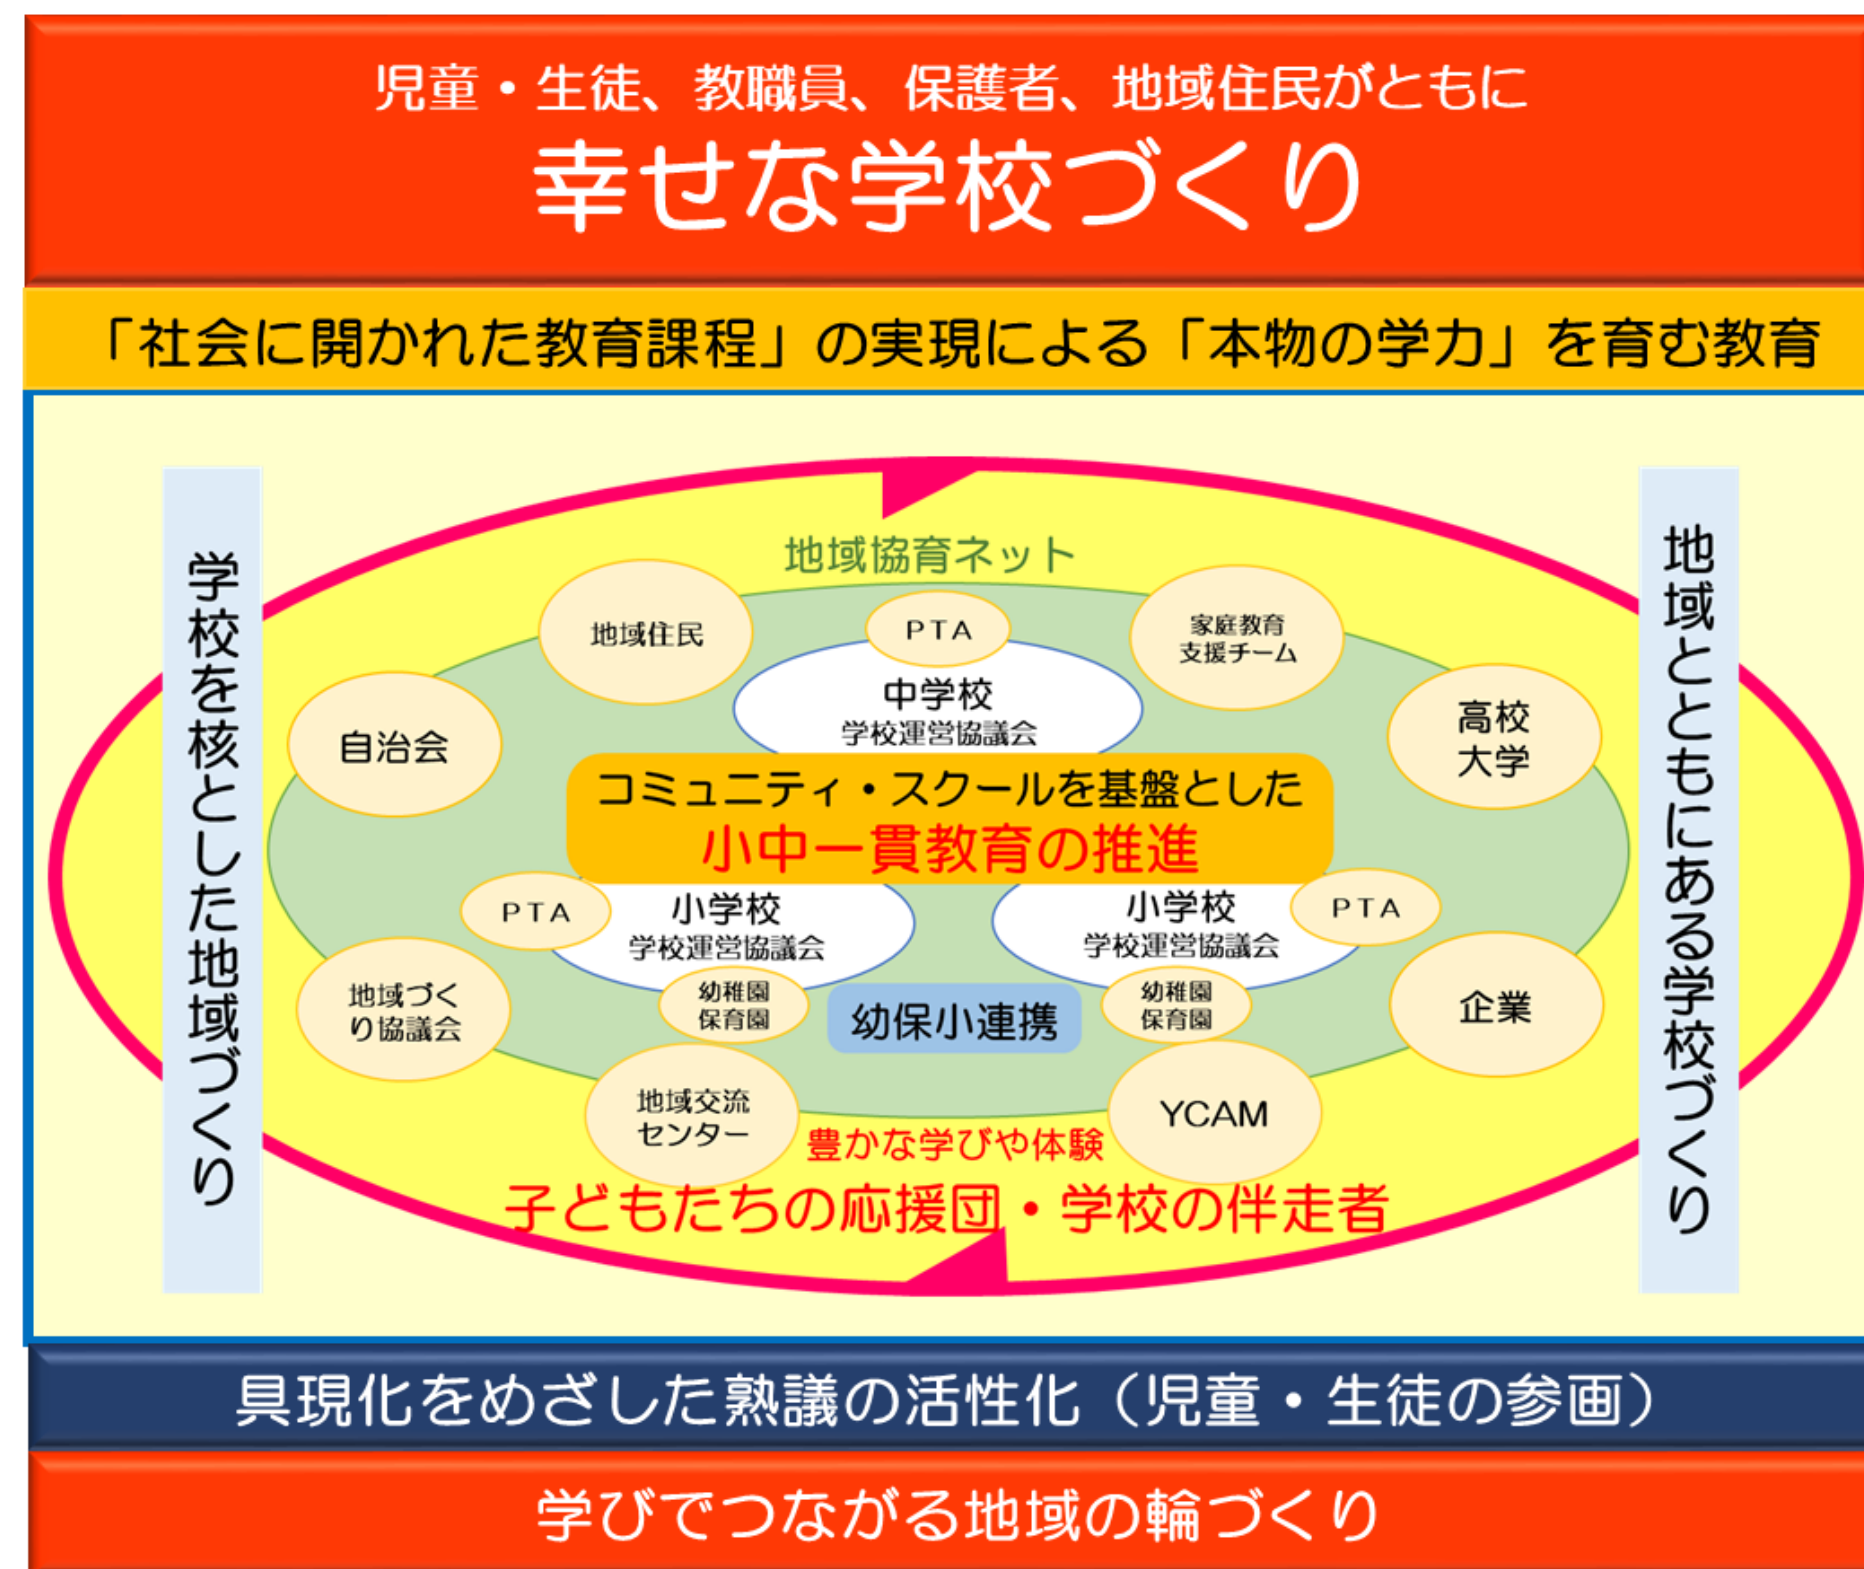 児童・生徒、教職員、保護者、地域住民がともに
幸せな学校づくり
「社会に開かれた教育課程」の実現による「本物の学力」を育む教育
学校を核とした地域づくり
地域とともにある学校づくり
地域協育ネット
地域住民
PTA
家庭教育
支援チーム
中学校
学校運営協議会
自治会
高校
大学
コミュニティ・スクールを基盤とした
小中一貫教育の推進
PTA
小学校
学校運営協議会
小学校
学校運営協議会
PTA
地域づく
り協議会
幼稚園
保育園
幼保小連携
幼稚園
保育園
企業
地域交流
センター
YCAM
豊かな学びや体験
子どもたちの応援団・学校の伴走者
具現化をめざした熟議の活性化（児童・生徒の参画）
学びでつながる地域の輪づくり